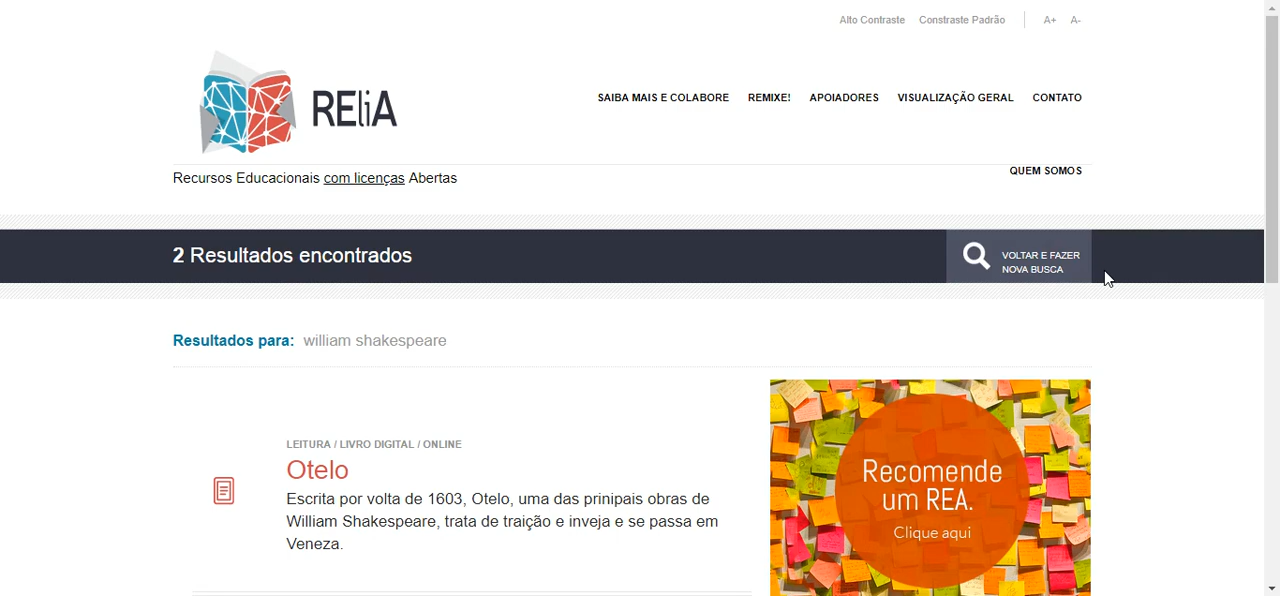 Alto Contraste Constraste Padrão A+ A-
RELiA
SAIBA MAIS E COLABORE REMIXE! APOIADORES VISUALIZAÇÃO GERAL CONTATO
QUEM SOMOS
Recursos Educacionais com licenças Abertas
2 Resultados encontrados
VOLTAR E FAZER
NOVA BUSCA
Resultados para: william shakespeare
LEITURA / LIVRO DIGITAL / ONLINE
Otelo
Escrita por volta de 1603, Otelo, uma das prinipais obras de
William Shakespeare, trata de traição e inveja e se passa em
Veneza.
Recomende
um REA.
Clique aqui